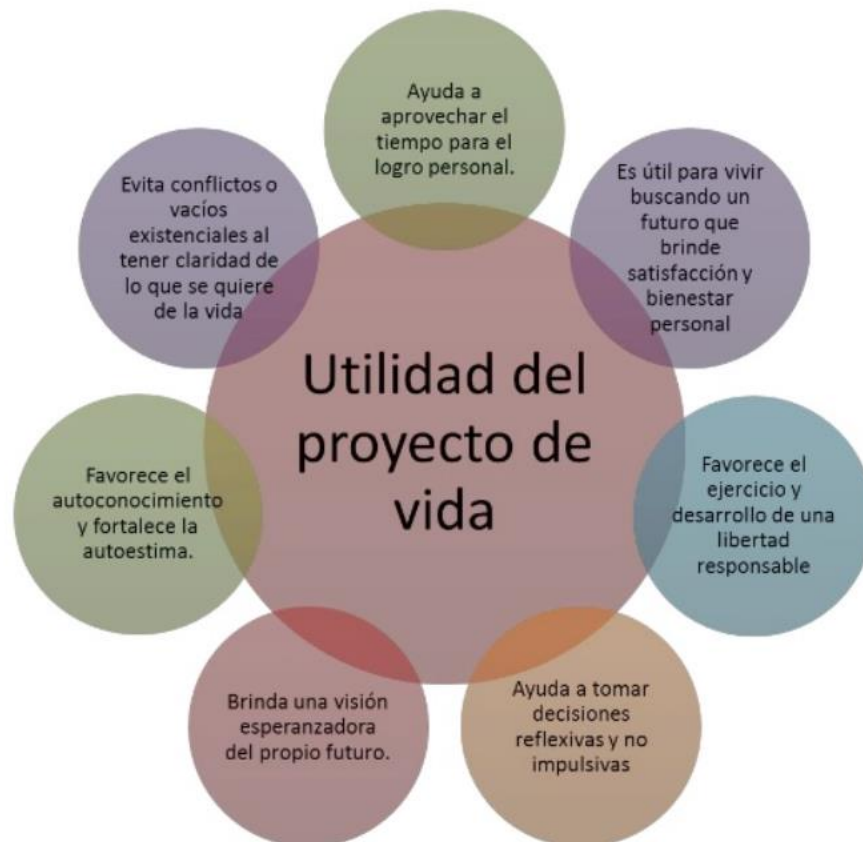 Ayuda a
aprovechar el
tiempo para el
logro personal.
Es útil para vivir
buscando un
futuro que
brinde
satisfacción y
bienestar
personal
Favorece el
ejercicio y
desarrollo de una
libertad
responsable
Ayuda a tomar
decisiones
reflexivas y no
impulsivas
Brinda una visión
esperanzadora
del propio futuro.
Favorece el
autoconocimiento
y fortalece la
autoestima.
Evita conflictos o
vacíos
existenciales al
tener claridad de
lo que se quiere
de la vida
Utilidad del
proyecto de
vida